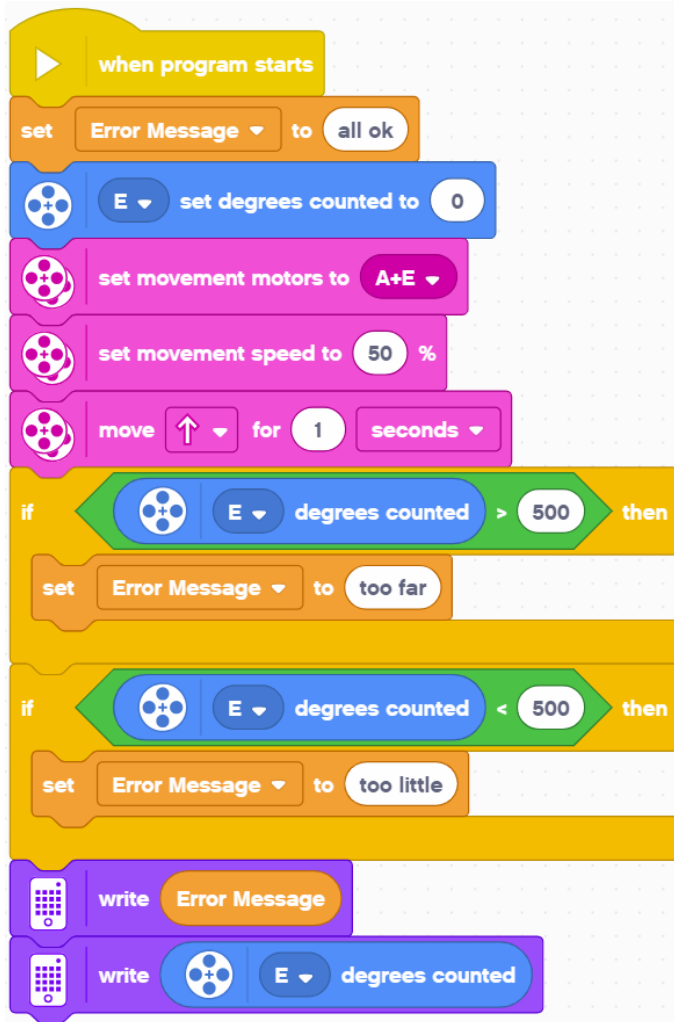 when program starts
set Error Message to all ok
E set degrees counted to 0
set movement motors to A+E
set movement speed to 50 %
move for 1 seconds
if E degrees counted > 500 then
set Error Message to too far
if E degrees counted < 500 then
set Error Message to too little
write Error Message
write E degrees counted